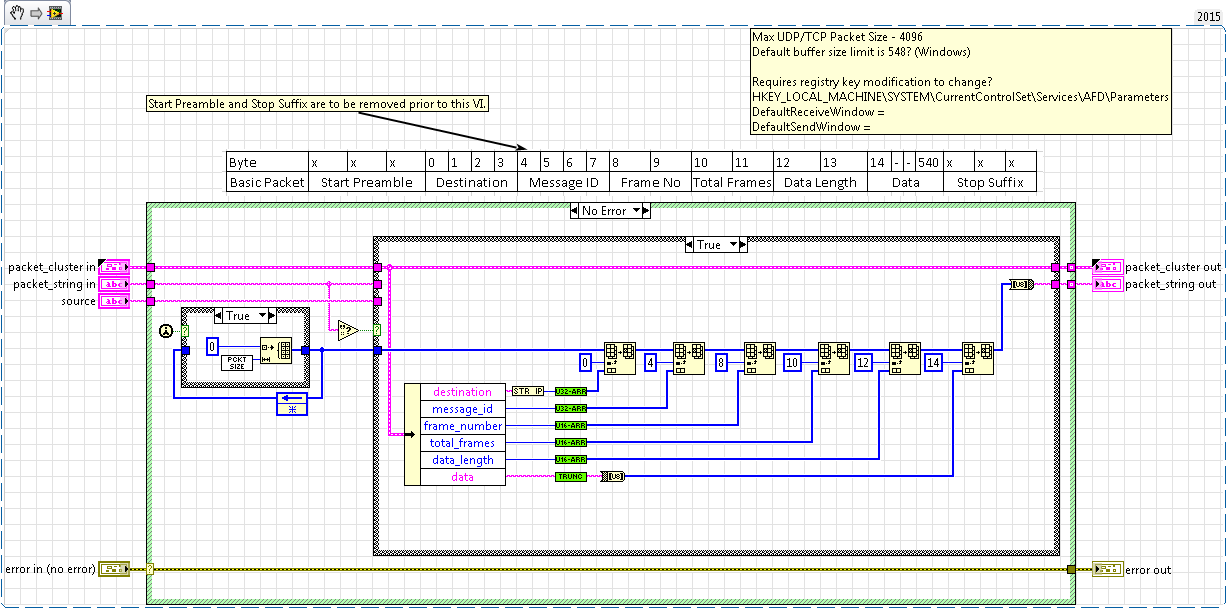 2015
Max UDP/TCP Packet Size - 4096
Default buffer size limit is 548? (Windows)
Requires registry key modification to change?
HKEY_LOCAL_MACHINE\SYSTEM\CurrentControlSet\Services\AFD\Parameters
DefaultReceiveWindow =
DefaultSendWindow =
Start Preamble and Stop Suffix are to be removed prior to this VI.
Byte x x x 0 1 2 3 4 5 6 7 8 9 10 11 12 13 14 - - 540 x x x
Basic Packet Start Preamble Destination Message ID Frame No Total Frames Data Length Data Stop Suffix
No Error
True
packet_cluster in
packet_string in
source
packet_cluster out
packet_string out
abc
abc
abc
[U8]
True
?
0
PCKT
SIZE
?
?
0
4
8
10
12
14
destination
STR IP
U32-ARR
message_id
U32-ARR
frame_number
U16-ARR
total_frames
U16-ARR
data_length
U16-ARR
data
TRUNC
[U8]
error in (no error)
?
error out